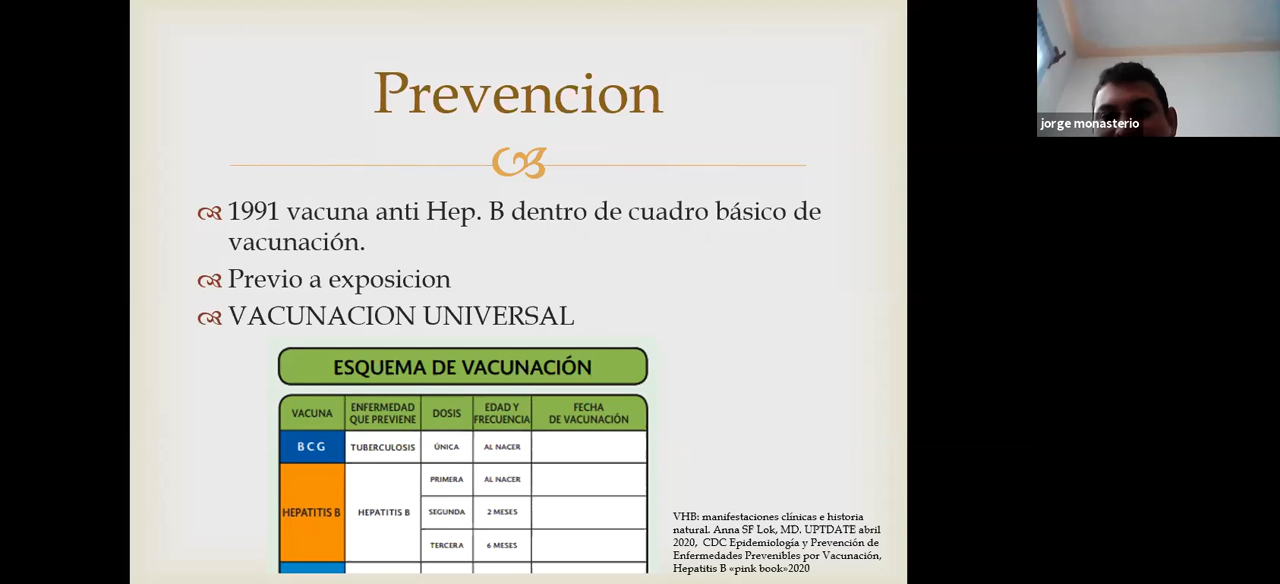 Prevencion
1991 vacuna anti Hep. B dentro de cuadro básico de
vacunación.
Previo a exposicion
VACUNACION UNIVERSAL
ESQUEMA DE VACUNACIÓN
VACUNA
ENFERMEDAD
QUE PREVIENE
DOSIS
EDAD Y
FRECUENCIA
FECHA
DE VACUNACIÓN
BCG
TUBERCULOSIS
ÚNICA
AL NACER
HEPATITIS B
HEPATITIS B
PRIMERA
AL NACER
SEGUNDA
2 MESES
TERCERA
6 MESES
VHB: manifestaciones clínicas e historia
natural. Anna SF Lok, MD. UPTDATE abril
2020, CDC Epidemiología y Prevención de
Enfermedades Prevenibles por Vacunación,
Hepatitis B «pink book»2020
jorge monasterio